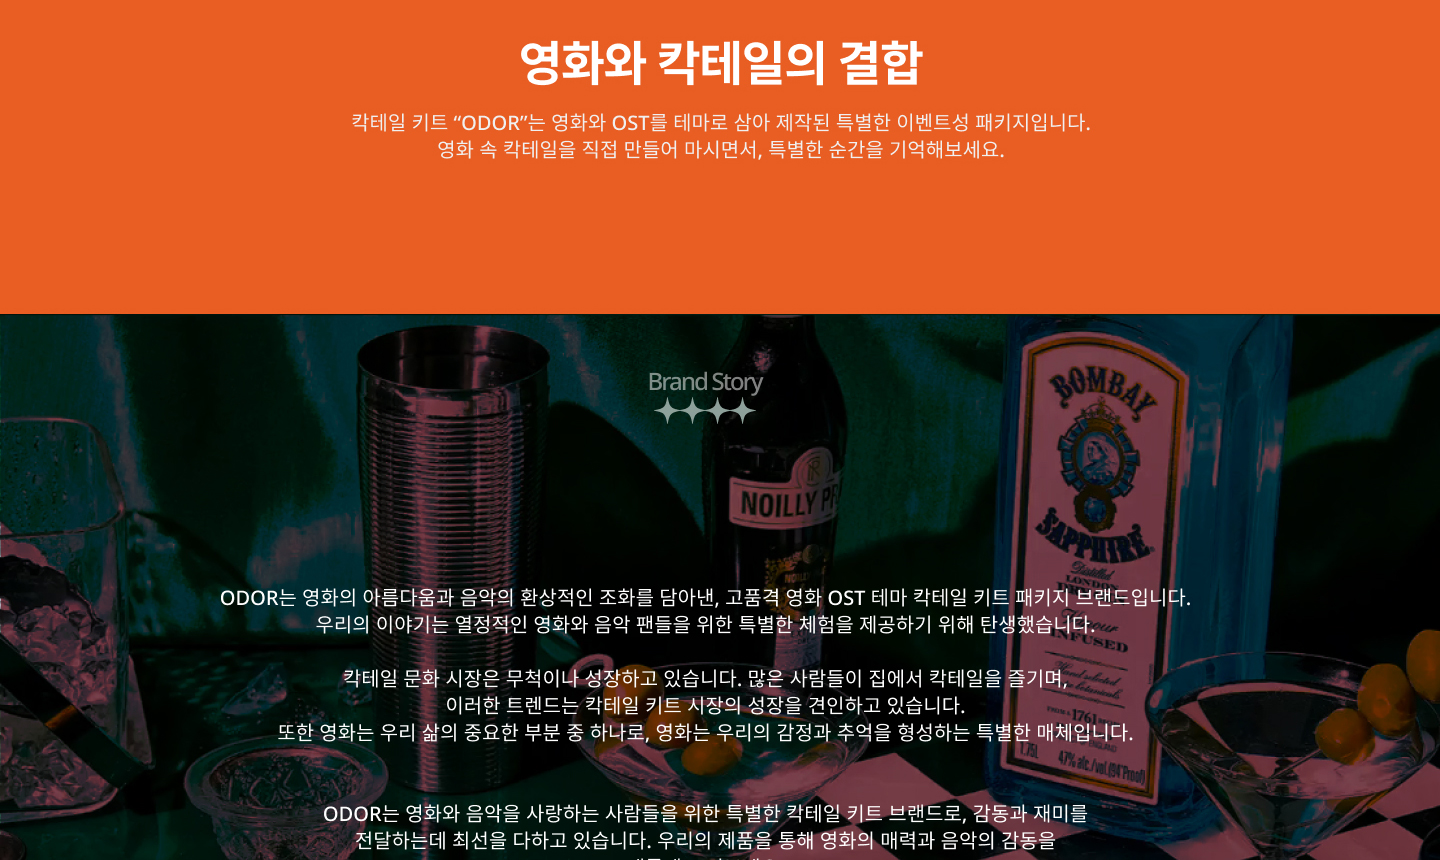 영화와 칵테일의 결합
칵테일 키트 “ODOR”는 영화와 OST를 테마로 삼아 제작된 특별한 이벤트성 패키지입니다.
영화 속 칵테일을 직접 만들어 마시면서, 특별한 순간을 기억해보세요.
Brand Story
BOMBAY
SAPPHIRE
Distilled
LONDON
NOILLY PR
NOILLY
ODOR는 영화의 아름다움과 음악의 환상적인 조화를 담아낸, 고품격 영화 OST 테마 칵테일 키트 패키지 브랜드입니다.
우리의 이야기는 열정적인 영화와 음악 팬들을 위한 특별한 체험을 제공하기 위해 탄생했습니다.
INFUSED
칵테일 문화 시장은 무척이나 성장하고 있습니다. 많은 사람들이 집에서 칵테일을 즐기며,
이러한 트렌드는 칵테일 키트 시장의 성장을 견인하고 있습니다.
또한 영화는 우리 삶의 중요한 부분 중 하나로, 영화는 우리의 감정과 추억을 형성하는 특별한 매체입니다.
1761
1.75L 47% alc./vol.(94°Proof)
ODOR는 영화와 음악을 사랑하는 사람들을 위한 특별한 칵테일 키트 브랜드로, 감동과 재미를
전달하는데 최선을 다하고 있습니다. 우리의 제품을 통해 영화의 매력과 음악의 감동을